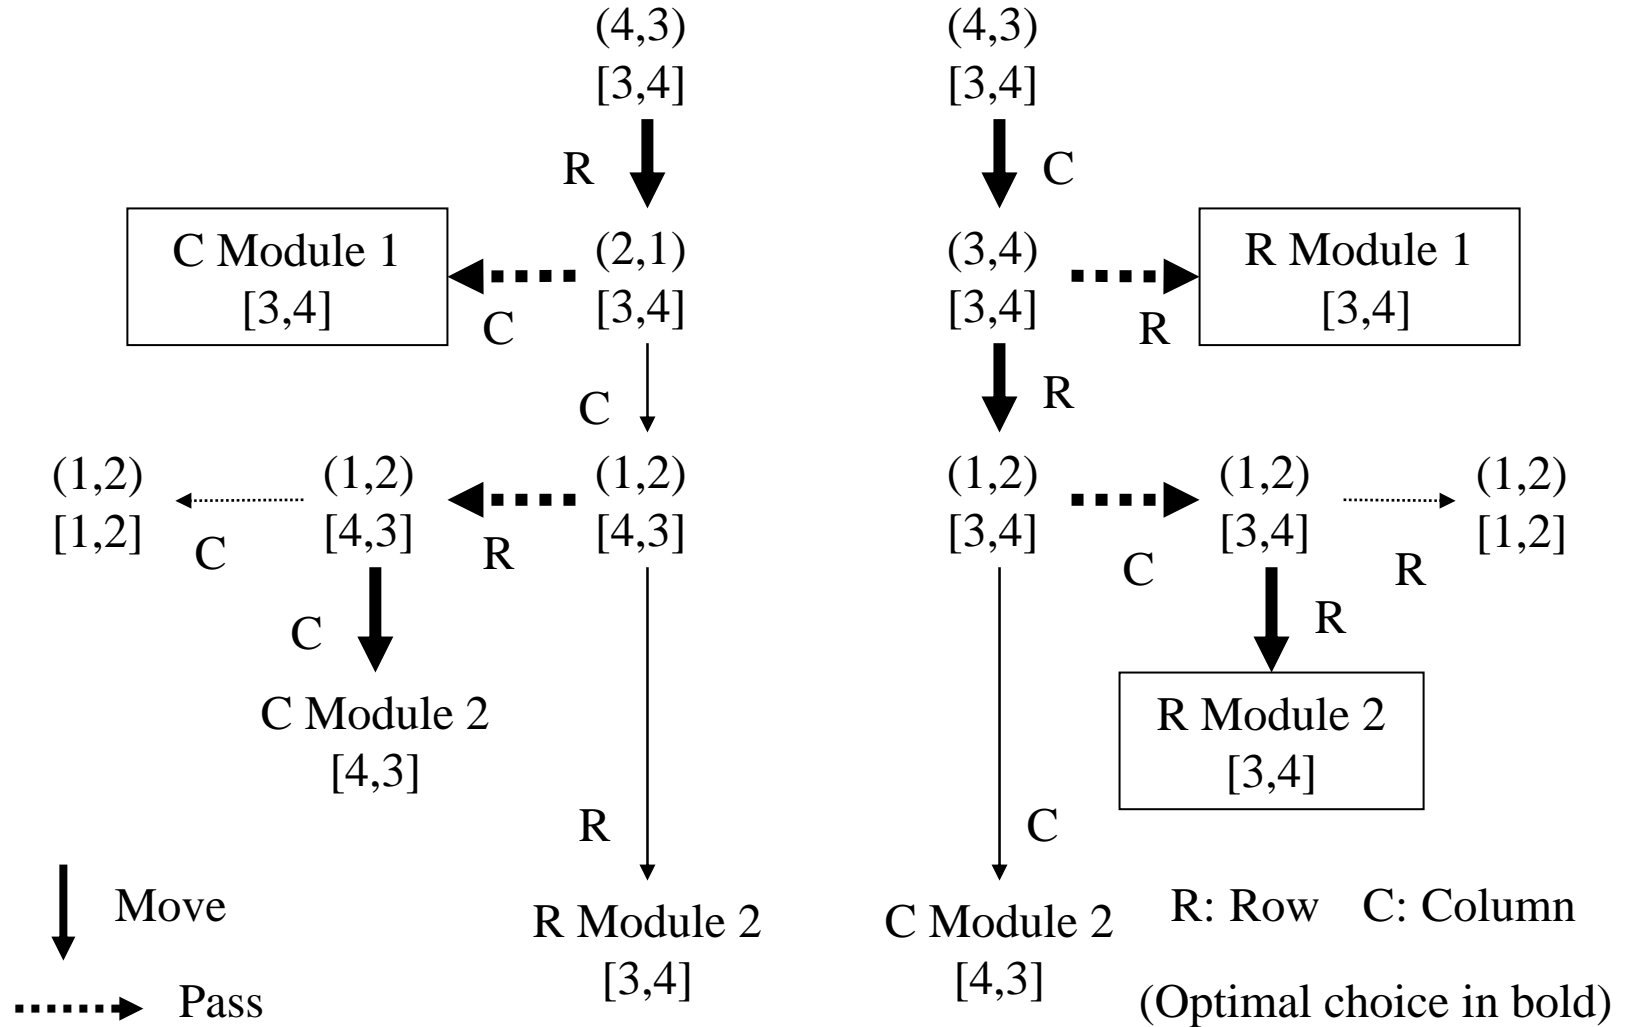 (4,3) (4,3)
[3,4] [3,4]
R C
C Module 1 (2,1) (3,4) R Module 1
[3,4] [3,4] [3,4] [3,4]
C R
C R
(1,2) (1,2) (1,2) (1,2) (1,2) (1,2)
[1,2] [4,3] [4,3] [3,4] [3,4] [1,2]
C R C R
C R
C Module 2 R Module 2
[4,3] [3,4]
R C
Move R Module 2 C Module 2 R: Row C: Column
[3,4] [4,3]
Pass (Optimal choice in bold)